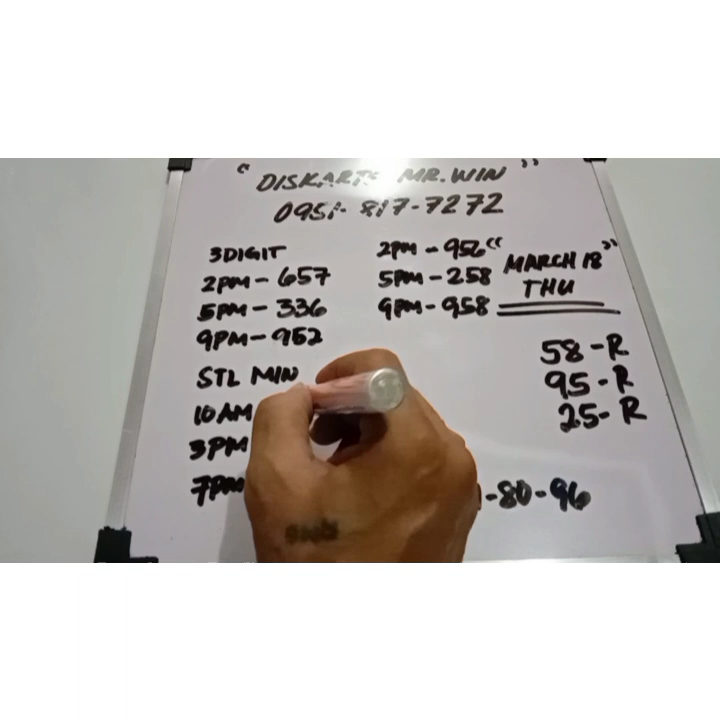 " DISKARTE MR. WIN "
0951-817-7272
3DIGIT
2PM - 657
5PM - 336
9PM - 952
2PM - 956
5PM - 258
9PM - 958
"MARCH 18"
THU
58 - R
95 - R
25 - R
STL MIN
10AM
3PM
7PM
-80-96